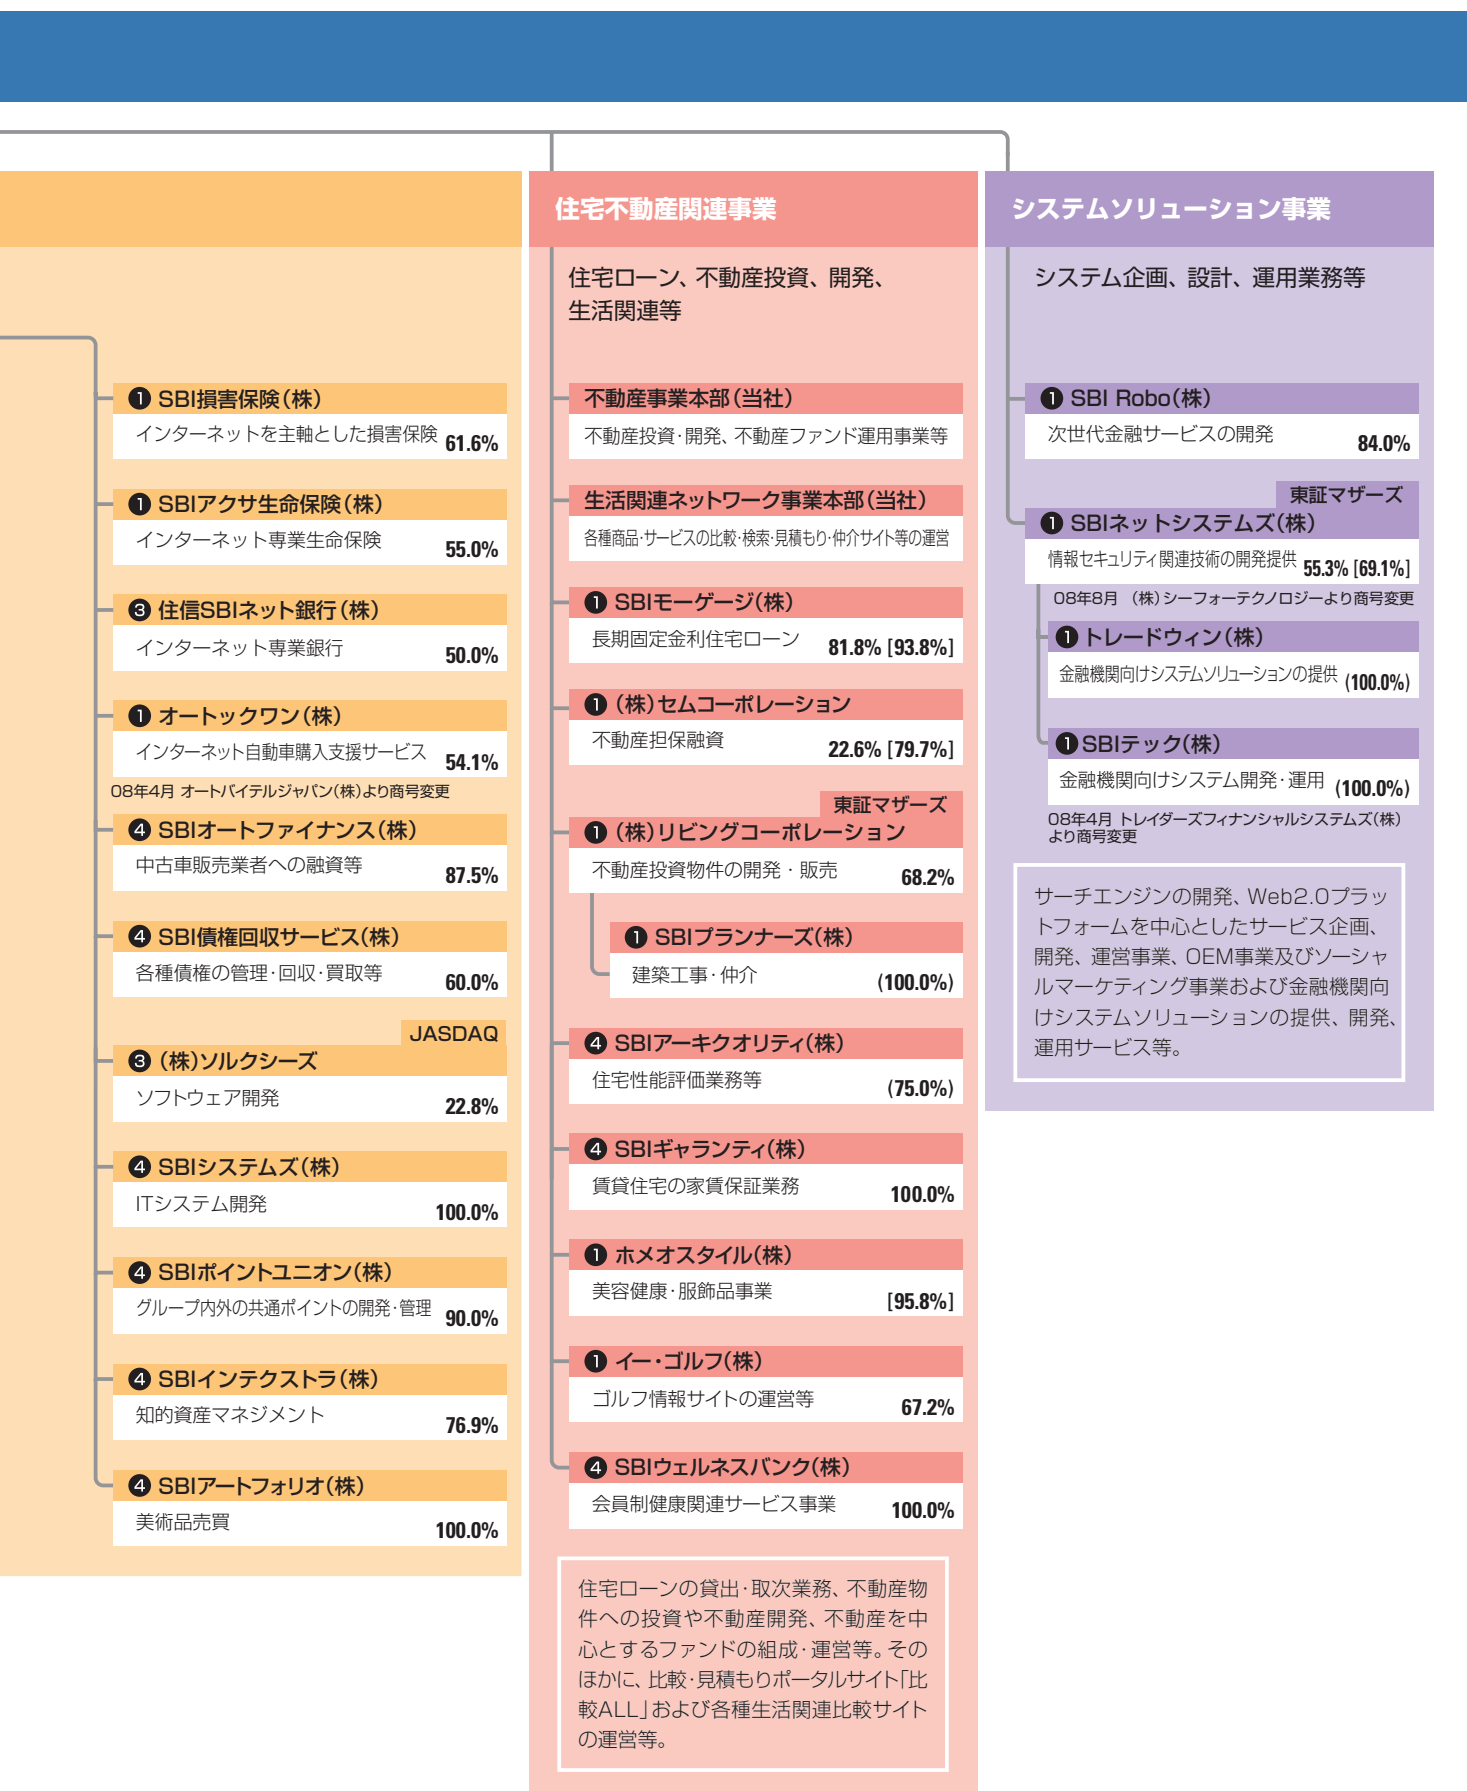 ❶ SBI損害保険（株）
インターネットを主軸とした損害保険 61.6%
❶ SBIアクサ生命保険（株）
インターネット専業生命保険 55.0%
❸ 住信SBIネット銀行（株）
インターネット専業銀行 50.0%
❶ オートックワン（株）
インターネット自動車購入支援サービス 54.1%
08年4月 オートバイテルジャパン（株）より商号変更
❹ SBIオートファイナンス（株）
中古車販売業者への融資等 87.5%
❹ SBI債権回収サービス（株）
各種債権の管理・回収・買取等 60.0%
JASDAQ
❸ （株）ソルクシーズ
ソフトウェア開発 22.8%
❹ SBIシステムズ（株）
ITシステム開発 100.0%
❹ SBIポイントユニオン（株）
グループ内外の共通ポイントの開発・管理 90.0%
❹ SBIインテクストラ（株）
知的資産マネジメント 76.9%
❹ SBIアートフォリオ（株）
美術品売買 100.0%
住宅不動産関連事業
住宅ローン、不動産投資、開発、
生活関連等
不動産事業本部（当社）
不動産投資・開発、不動産ファンド運用事業等
生活関連ネットワーク事業本部（当社）
各種商品・サービスの比較・検索・見積もり・仲介サイト等の運営
❶ SBIモーゲージ（株）
長期固定金利住宅ローン 81.8% [93.8%]
❶ （株）セムコーポレーション
不動産担保融資 22.6% [79.7%]
東証マザーズ
❶ （株）リビングコーポレーション
不動産投資物件の開発・販売 68.2%
❶ SBIプランナーズ（株）
建築工事・仲介 (100.0%)
❹ SBIアーキクオリティ（株）
住宅性能評価業務等 (75.0%)
❹ SBIギャランティ（株）
賃貸住宅の家賃保証業務 100.0%
❶ ホメオスタイル（株）
美容健康・服飾品事業 [95.8%]
❶ イー・ゴルフ（株）
ゴルフ情報サイトの運営等 67.2%
❹ SBIウェルネスバンク（株）
会員制健康関連サービス事業 100.0%
住宅ローンの貸出・取次業務、不動産物
件への投資や不動産開発、不動産を中
心とするファンドの組成・運営等。その
ほかに、比較・見積もりポータルサイト「比
較ALL」および各種生活関連比較サイト
の運営等。
システムソリューション事業
システム企画、設計、運用業務等
❶ SBI Robo（株）
次世代金融サービスの開発 84.0%
東証マザーズ
❶ SBIネットシステムズ（株）
情報セキュリティ関連技術の開発提供 55.3% [69.1%]
08年8月 （株）シーフォーテクノロジーより商号変更
❶ トレードウィン（株）
金融機関向けシステムソリューションの提供 (100.0%)
❶ SBIテック（株）
金融機関向けシステム開発・運用 (100.0%)
08年4月 トレイダーズフィナンシャルシステムズ（株）
より商号変更
サーチエンジンの開発、Web2.0プラッ
トフォームを中心としたサービス企画、
開発、運営事業、OEM事業及びソーシャ
ルマーケティング事業および金融機関向
けシステムソリューションの提供、開発、
運用サービス等。